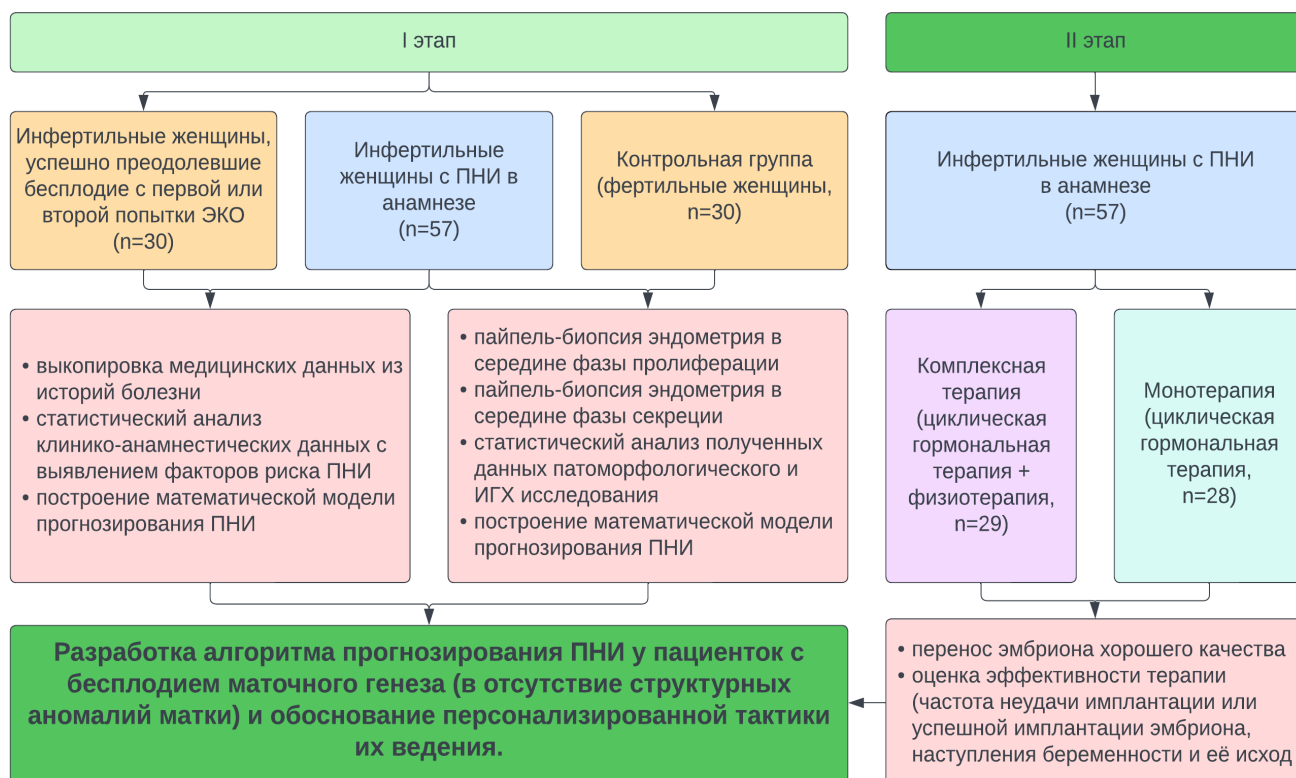 I этап
Инфертильные женщины,
успешно преодолевшие
бесплодие с первой или
второй попытки ЭКО
(n=30)
Инфертильные
женщины с ПНИ в
анамнезе
(n=57)
Контрольная группа
(фертильные женщины,
n=30)
• выкопировка медицинских данных из
историй болезни
• статистический анализ
клинико-анамнестических данных с
выявлением факторов риска ПНИ
• построение математической модели
прогнозирования ПНИ
• пайпель-биопсия эндометрия в
середине фазы пролиферации
• пайпель-биопсия эндометрия в
середине фазы секреции
• статистический анализ полученных
данных патоморфологического и
ИГХ исследования
• построение математической модели
прогнозирования ПНИ
II этап
Инфертильные женщины с ПНИ
в анамнезе
(n=57)
Комплексная
терапия
(циклическая
гормональная
терапия +
физиотерапия,
n=29)
Монотерапия
(циклическая
гормональная
терапия,
n=28)
• перенос эмбриона хорошего качества
• оценка эффективности терапии
(частота неудачи имплантации или
успешной имплантации эмбриона,
наступления беременности и её исход
Разработка алгоритма прогнозирования ПНИ у пациенток с
бесплодием маточного генеза (в отсутствие структурных
аномалий матки) и обоснование персонализированной тактики
их ведения.